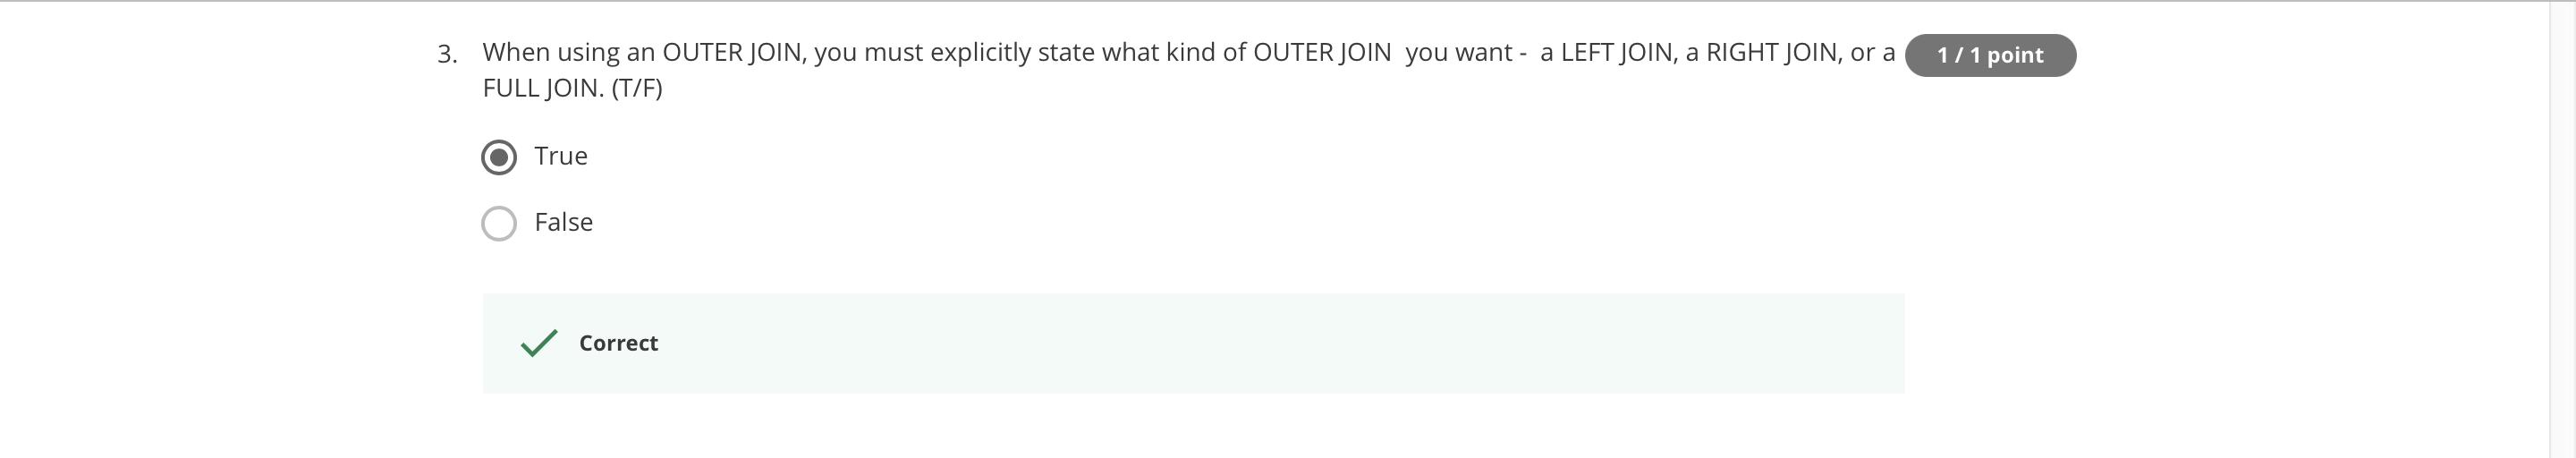 3. When using an OUTER JOIN, you must explicitly state what kind of OUTER JOIN  you want -  a LEFT JOIN, a RIGHT JOIN, or a 1 / 1 point
FULL JOIN. (T/F)
True
False
Correct